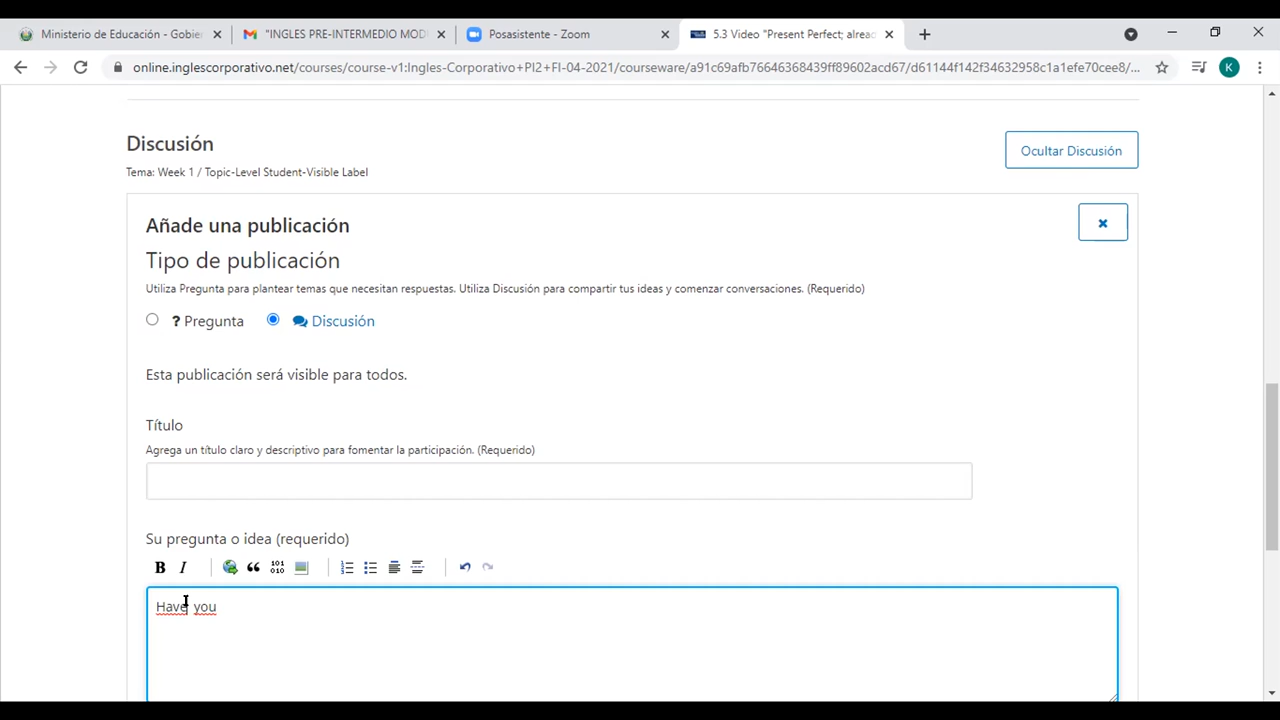 Ministerio de Educación - Gobier
"INGLES PRE-INTERMEDIO MOD
Posasistente - Zoom
5.3 Video "Present Perfect; alread
online.inglescorporativo.net/courses/course-v1:Ingles-Corporativo+PI2+FI-04-2021/courseware/a91c69afb76646368439ff89602acd67/d61144f142f34632958c1a1efe70cee8/...
K
Discusión
Ocultar Discusión
Tema: Week 1 / Topic-Level Student-Visible Label
Añade una publicación
Tipo de publicación
Utiliza Pregunta para plantear temas que necesitan respuestas. Utiliza Discusión para compartir tus ideas y comenzar conversaciones. (Requerido)
? Pregunta
Discusión
Esta publicación será visible para todos.
Título
Agrega un título claro y descriptivo para fomentar la participación. (Requerido)
Su pregunta o idea (requerido)
B I
101
010
Have you